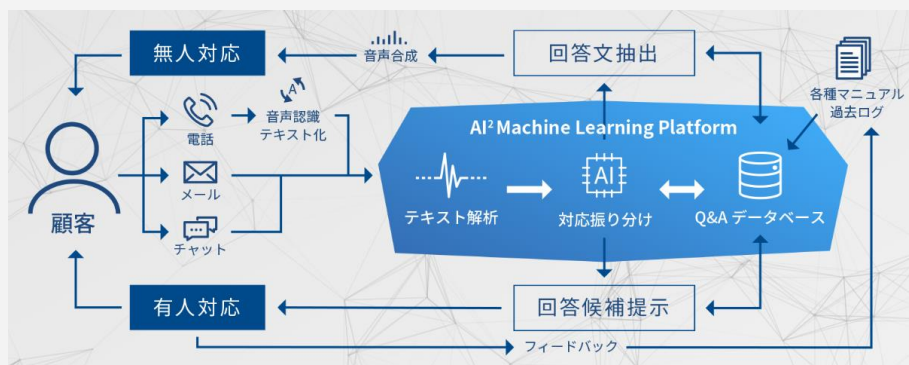 無人対応
音声合成
回答文抽出
各種マニュアル
過去ログ
電話
音声認識
テキスト化
A
AI² Machine Learning Platform
メール
AI
顧客
チャット
テキスト解析
対応振り分け
Q&A データベース
有人対応
回答候補提示
フィードバック